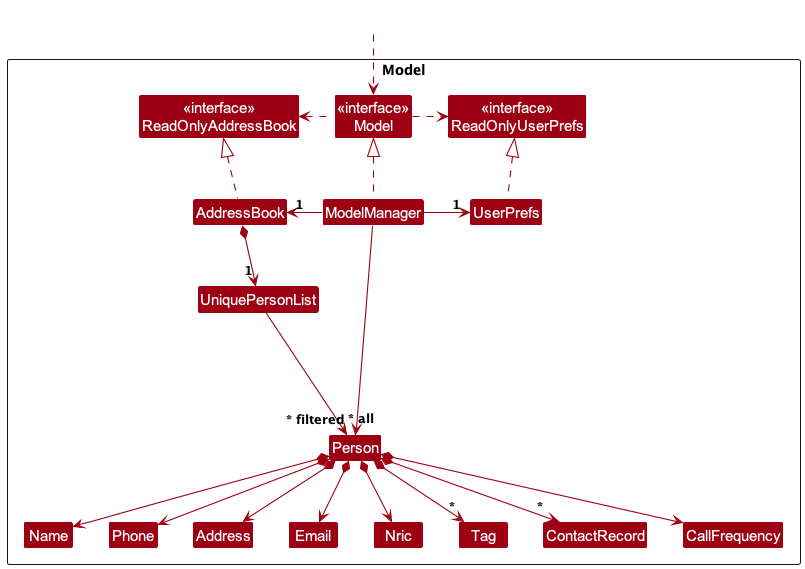 Model
«interface»
ReadOnlyAddressBook
«interface»
Model
«interface»
ReadOnlyUserPrefs
AddressBook
1
ModelManager
1
UserPrefs
1
UniquePersonList
* filtered
* all
Person
*
*
Name
Phone
Address
Email
Nric
Tag
ContactRecord
CallFrequency